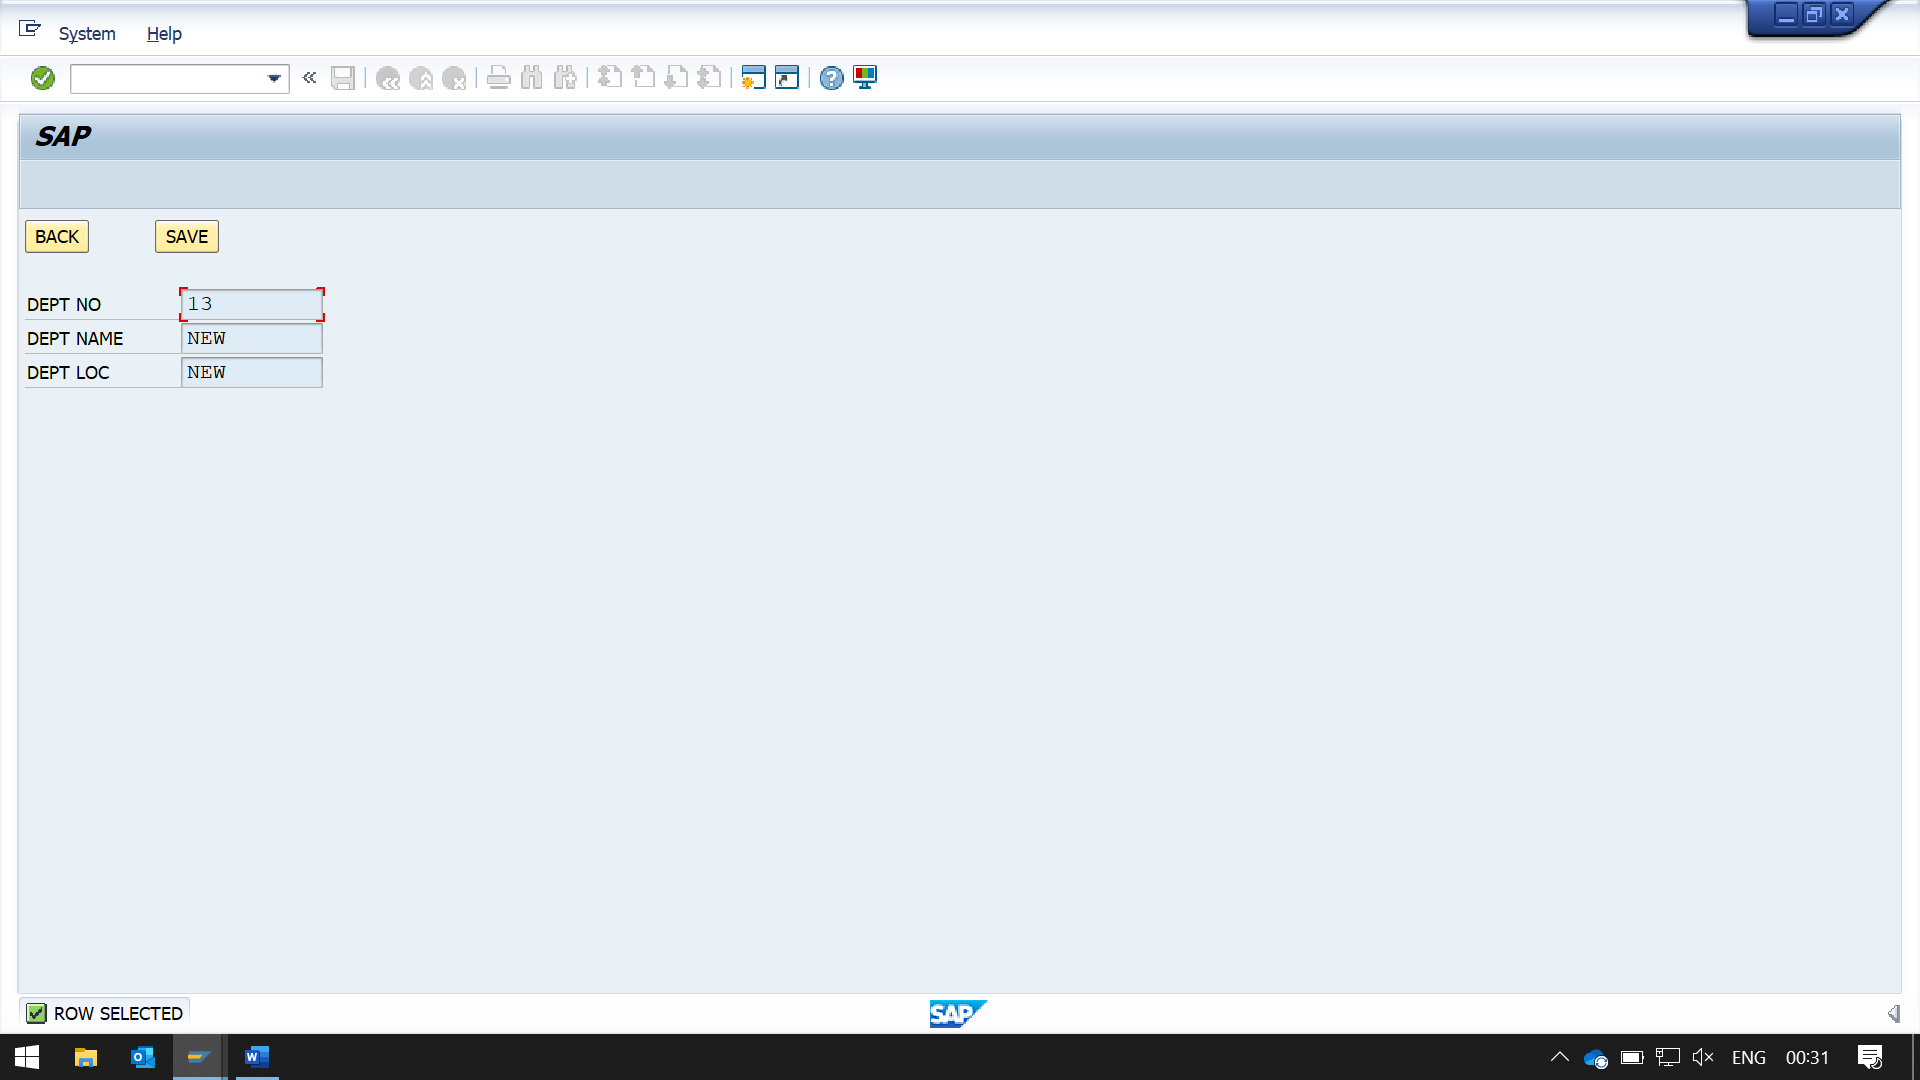 System Help
SAP
BACK SAVE
DEPT NO 13
DEPT NAME NEW
DEPT LOC NEW
ROW SELECTED
SAP
ENG 00:31